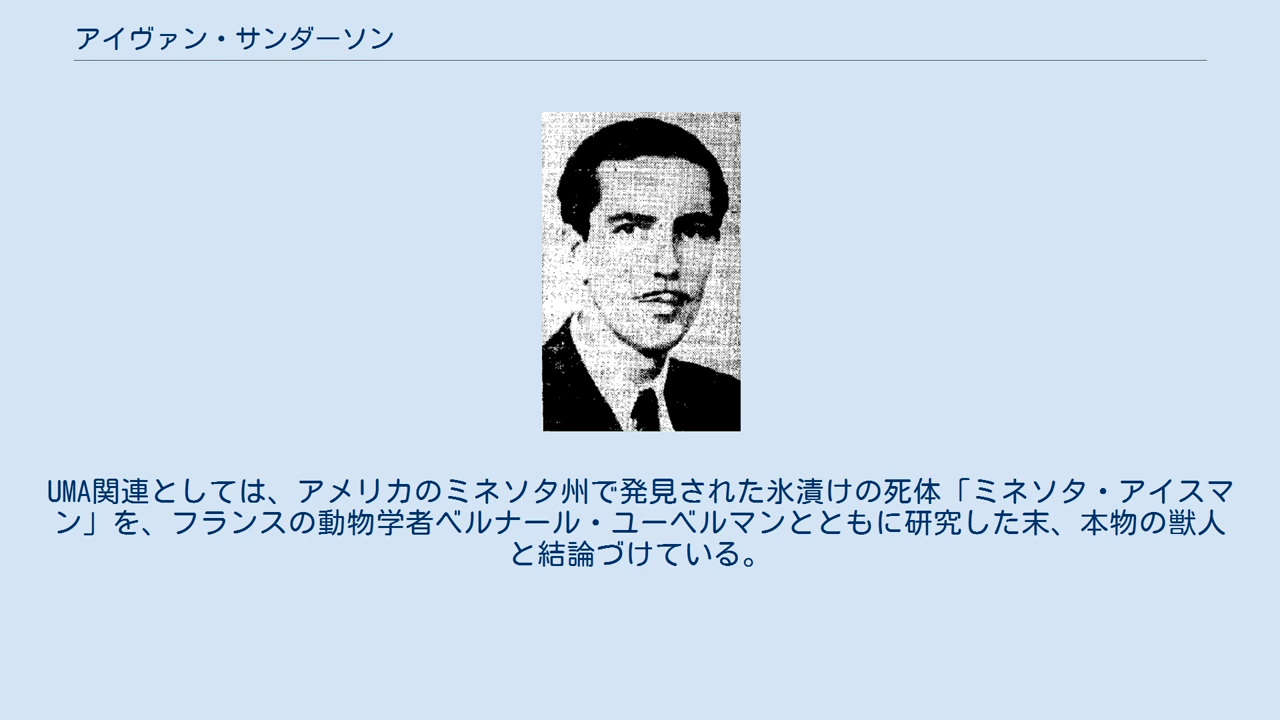 アイヴァン・サンダーソン
UMA関連としては、アメリカのミネソタ州で発見された氷漬けの死体「ミネソタ・アイスマ
ン」を、フランスの動物学者ベルナール・ユーベルマンとともに研究した末、本物の獣人
と結論づけている。